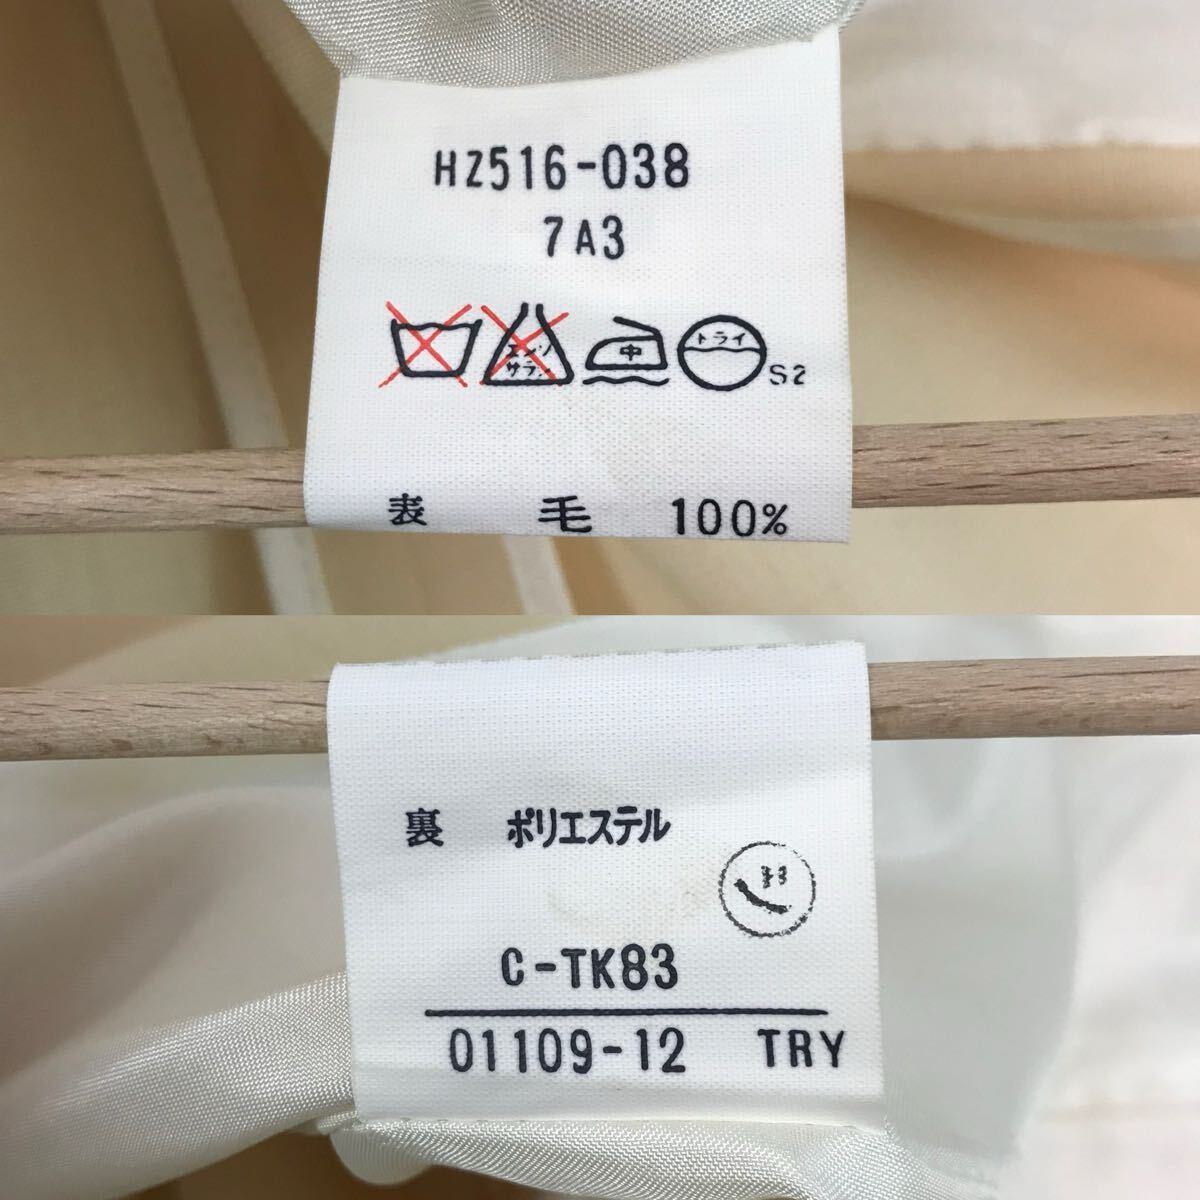 HZ516-038
7A3
エンソ
サラシ
中
ドライ
S2
表 毛 100%
裏 ポリエステル
C-TK83
01109-12 TRY